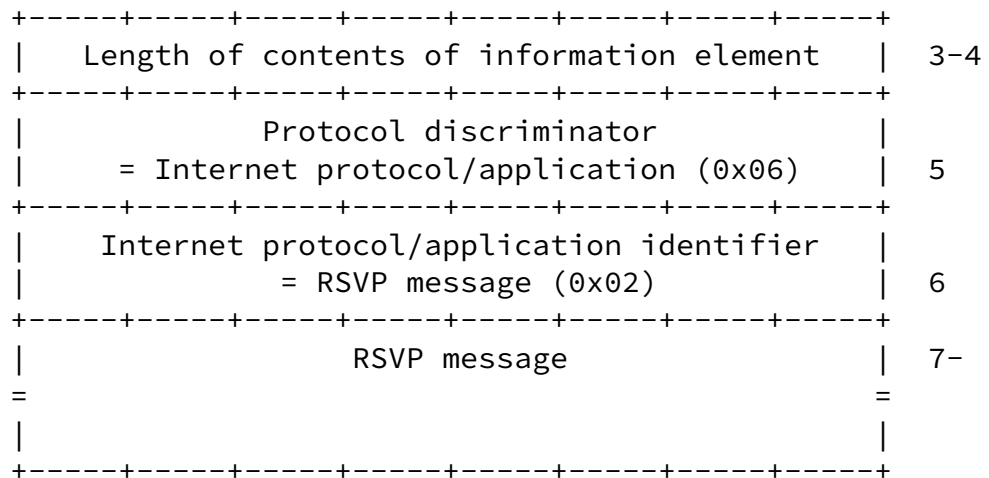 +-----+-----+-----+-----+-----+-----+-----+-----+
|   Length of contents of information element   |  3-4
+-----+-----+-----+-----+-----+-----+-----+-----+
|             Protocol discriminator            |
|     = Internet protocol/application (0x06)    |  5
+-----+-----+-----+-----+-----+-----+-----+-----+
|    Internet protocol/application identifier   |
|              = RSVP message (0x02)            |  6
+-----+-----+-----+-----+-----+-----+-----+-----+
|                  RSVP message                 |  7-
=                                               =
|                                               |
+-----+-----+-----+-----+-----+-----+-----+-----+